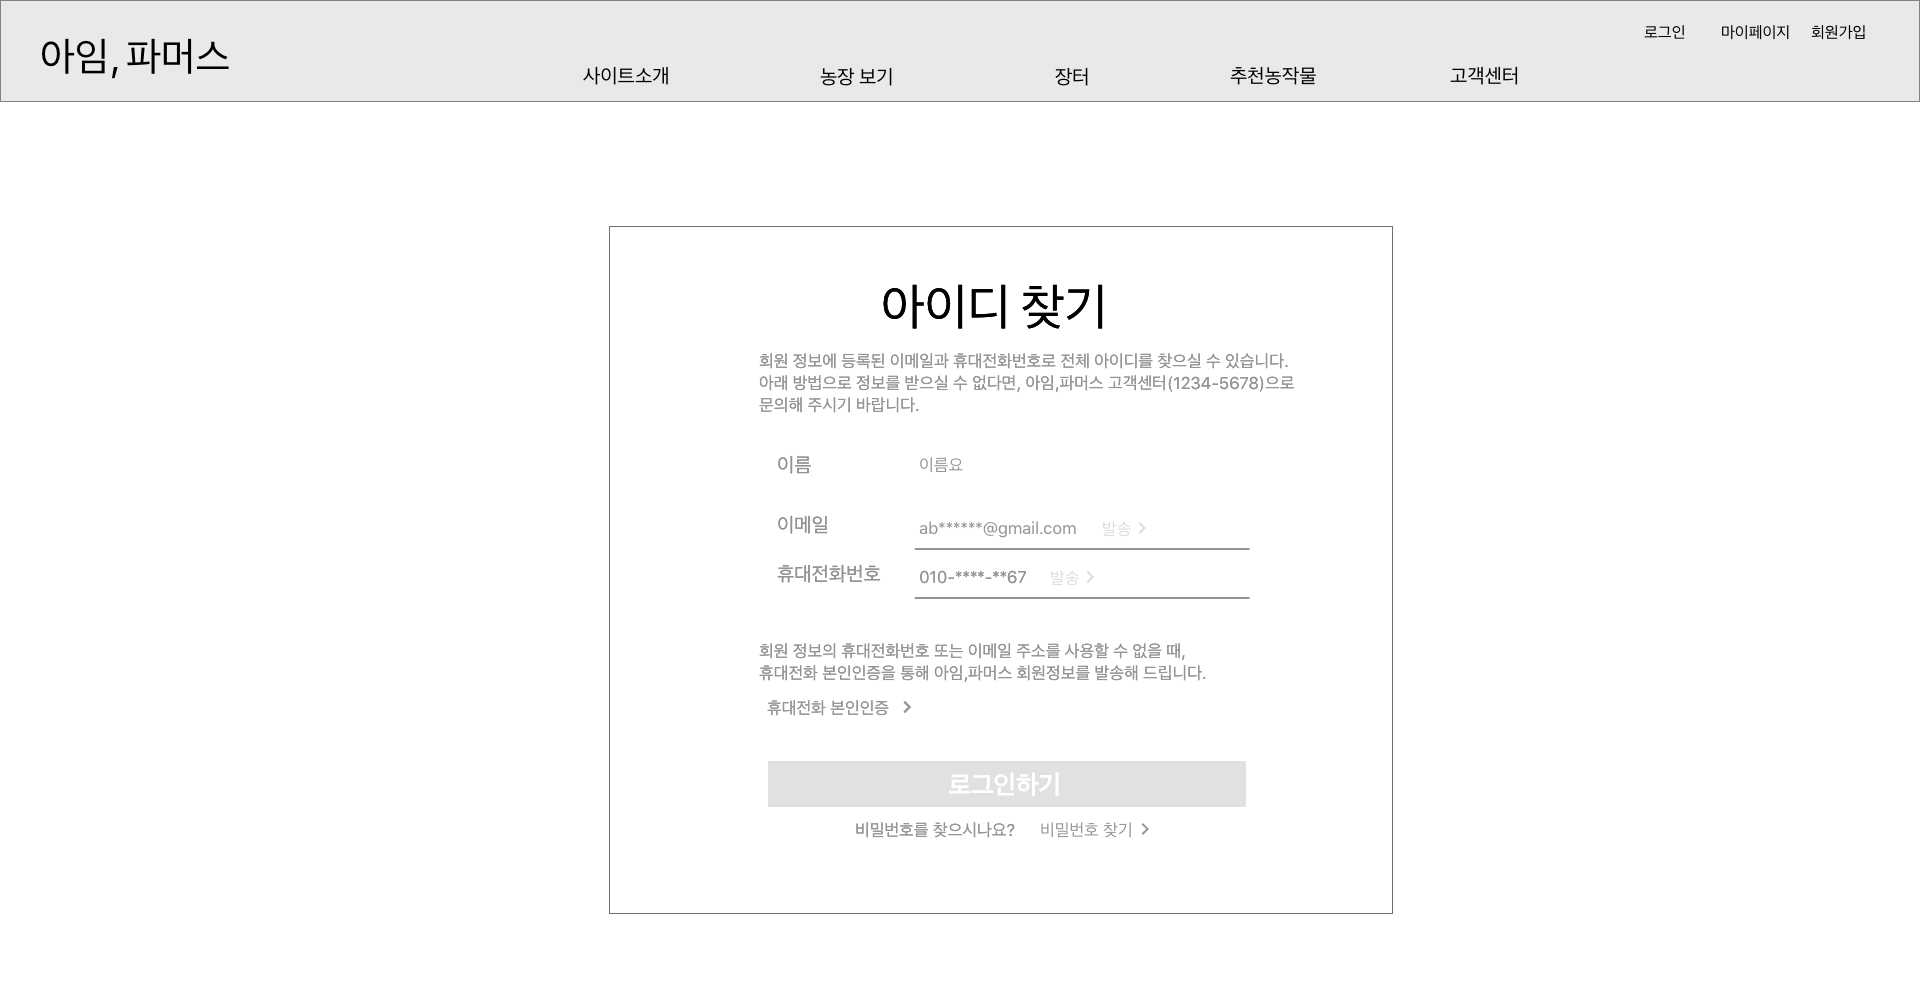 아임, 파머스
로그인 마이페이지 회원가입
사이트소개 농장 보기 장터 추천농작물 고객센터
아이디 찾기
회원 정보에 등록된 이메일과 휴대전화번호로 전체 아이디를 찾으실 수 있습니다.
아래 방법으로 정보를 받으실 수 없다면, 아임,파머스 고객센터(1234-5678)으로
문의해 주시기 바랍니다.
이름 이름요
이메일 ab******@gmail.com 발송 >
휴대전화번호 010-****-**67 발송 >
회원 정보의 휴대전화번호 또는 이메일 주소를 사용할 수 없을 때,
휴대전화 본인인증을 통해 아임,파머스 회원정보를 발송해 드립니다.
휴대전화 본인인증 >
로그인하기
비밀번호를 찾으시나요? 비밀번호 찾기 >